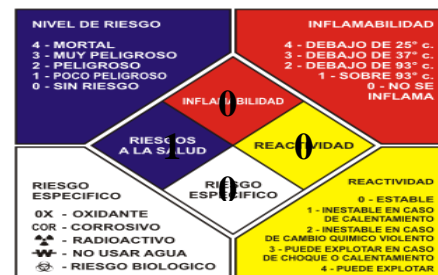 NIVEL DE RIESGO
4 - MORTAL
3 - MUY PELIGROSO
2 - PELIGROSO
1 - POCO PELIGROSO
0 - SIN RIESGO
INFLAMABILIDAD
4 - DEBAJO DE 25° c.
3 - DEBAJO DE 37° c.
2 - DEBAJO DE 93° c.
1 - SOBRE 93° c.
0 - NO SE
INFLAMA
INFLAMABILIDAD
0
RIESGOS
A LA SALUD
1
REACTIVIDAD
0
RIESGO
ESPECIFICO
0
RIESGO
ESPECIFICO
OX - OXIDANTE
COR - CORROSIVO
- RADIOACTIVO
W - NO USAR AGUA
- RIESGO BIOLOGICO
REACTIVIDAD
0 - ESTABLE
1 - INESTABLE EN CASO
DE CALENTAMIENTO
2 - INESTABLE EN CASO
DE CAMBIO QUIMICO VIOLENTO
3 - PUEDE EXPLOTAR EN CASO
DE CHOQUE O CALENTAMIENTO
4 - PUEDE EXPLOTAR